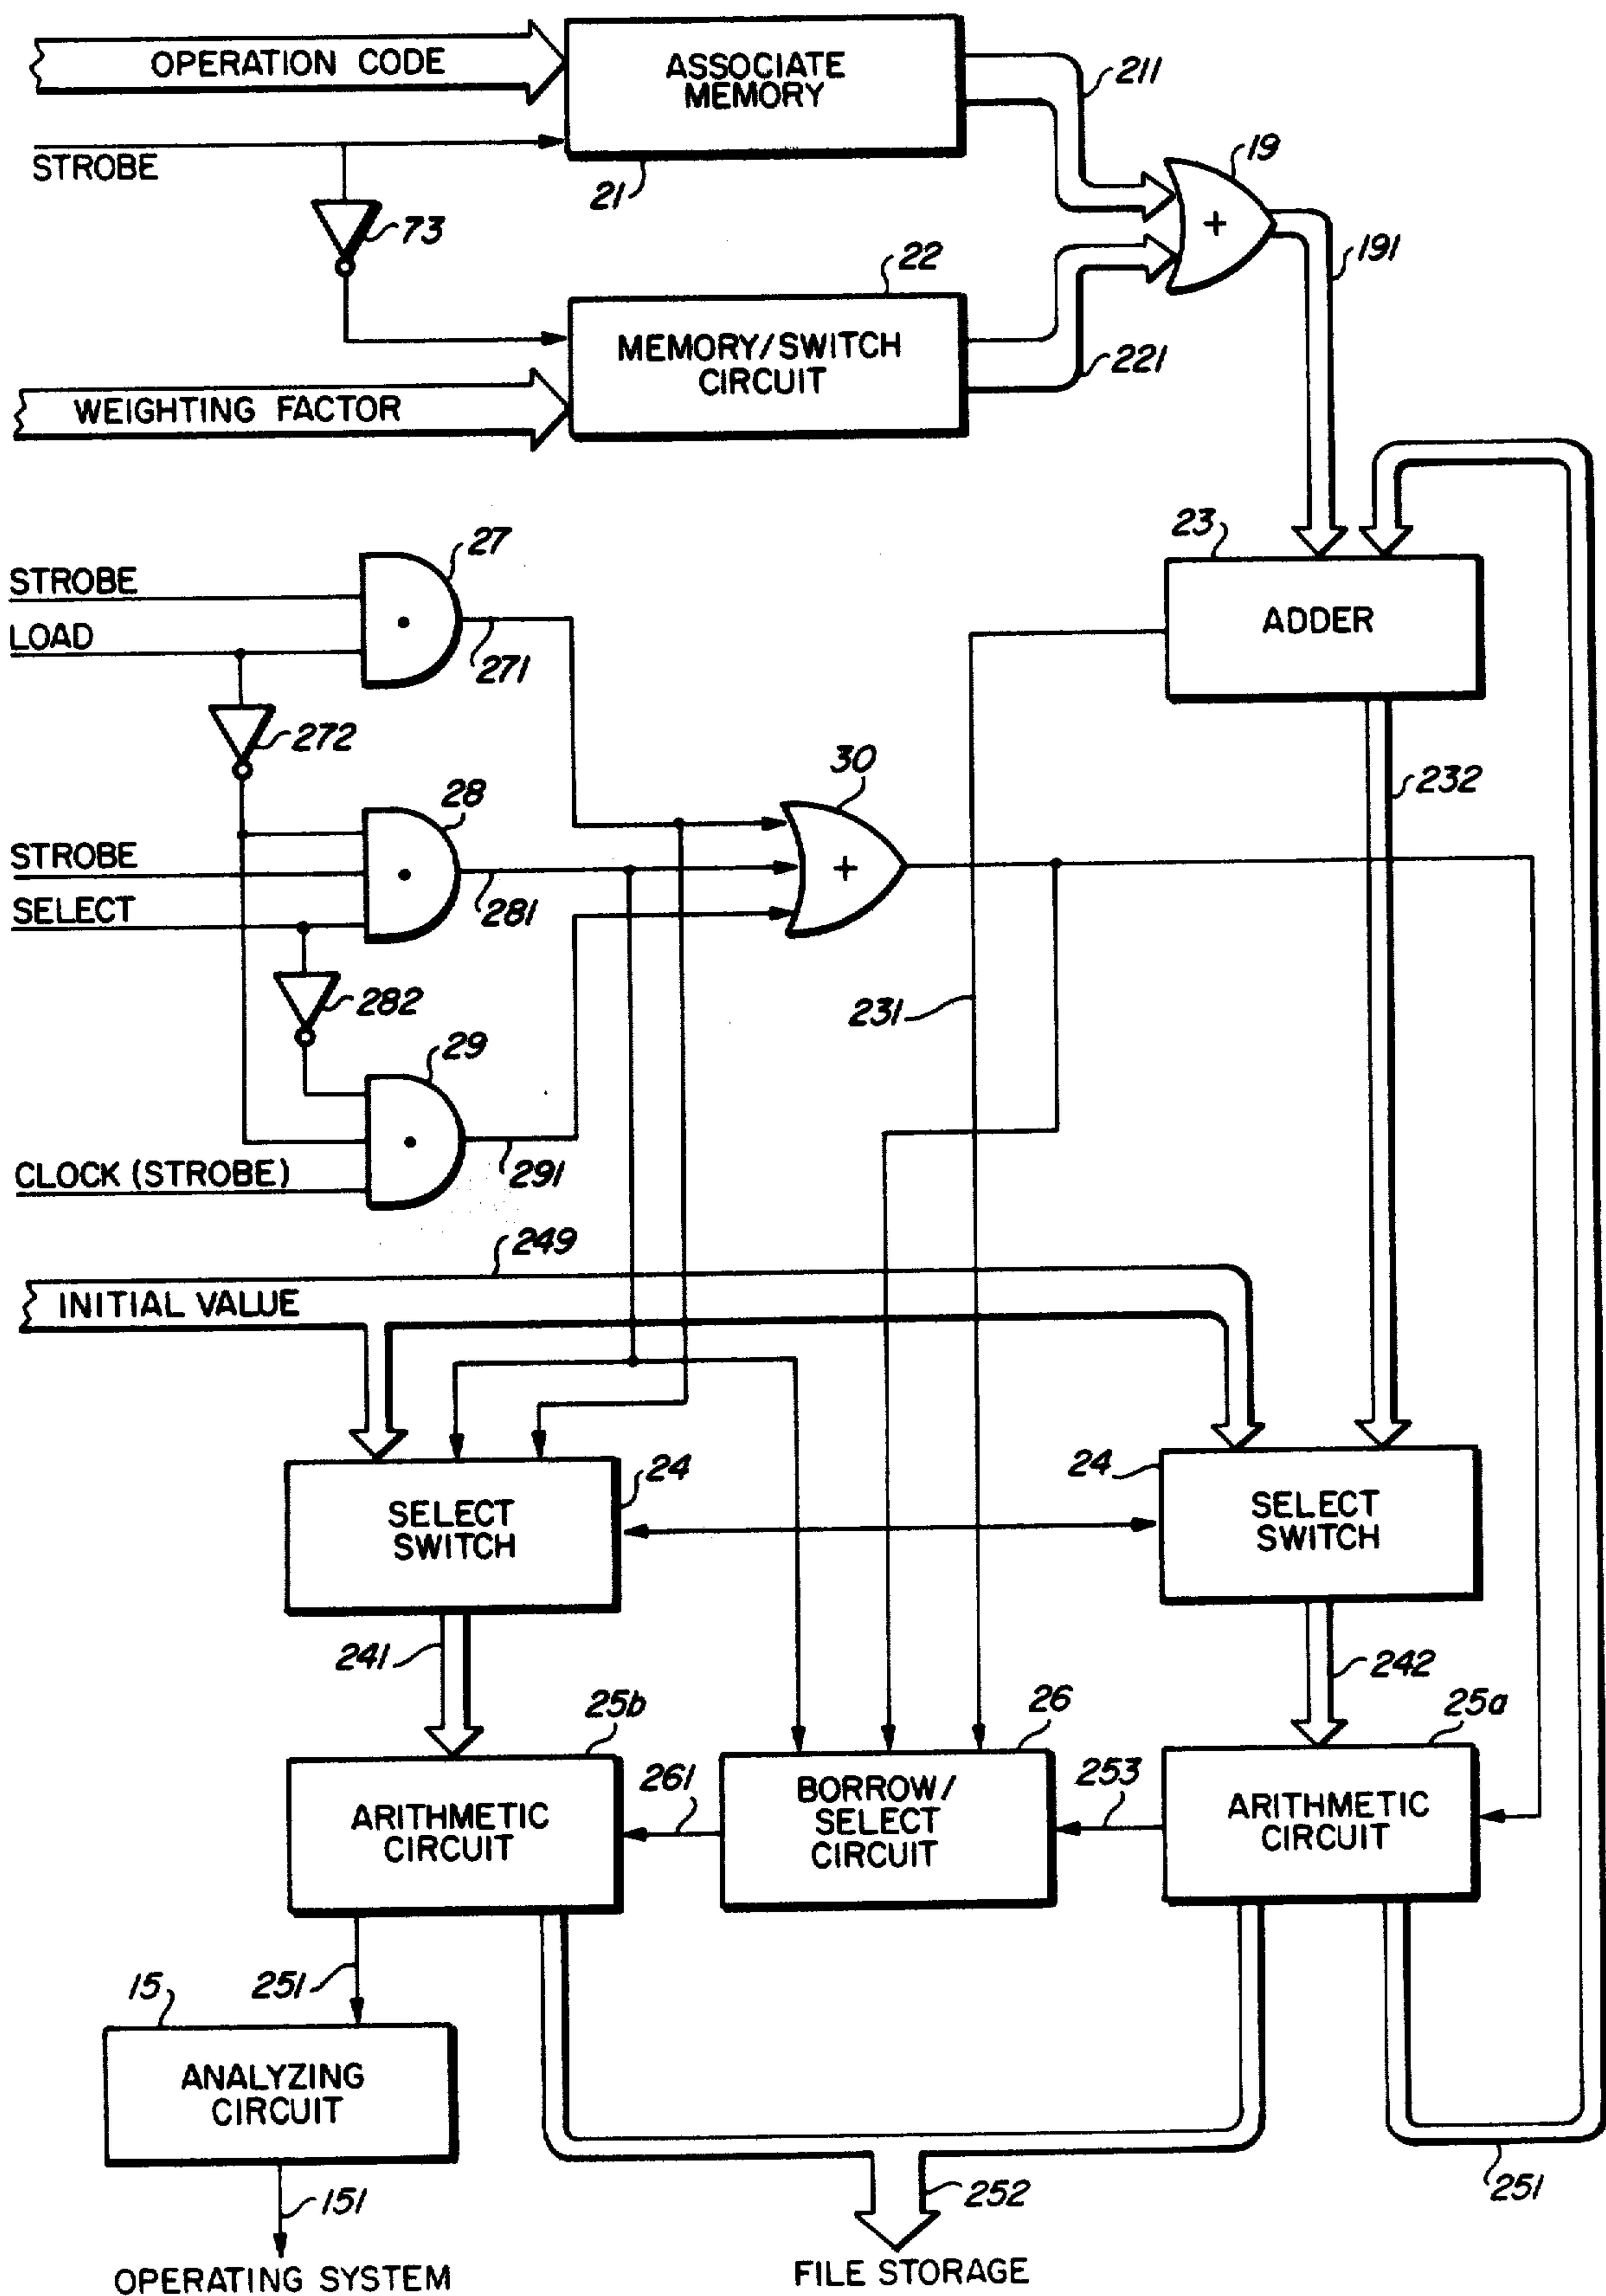 OPERATION CODE
ASSOCIATE
MEMORY
211
STROBE
21
19
+
73
191
22
MEMORY/SWITCH
CIRCUIT
221
WEIGHTING FACTOR
27
23
STROBE
LOAD
271
ADDER
272
30
232
28
STROBE
SELECT
281
+
282
231
29
CLOCK (STROBE)
291
249
INITIAL VALUE
24
24
SELECT
SWITCH
SELECT
SWITCH
241
242
25b
26
25a
261
253
ARITHMETIC
CIRCUIT
BORROW/
SELECT
CIRCUIT
ARITHMETIC
CIRCUIT
15
251
ANALYZING
CIRCUIT
151
252
251
OPERATING SYSTEM
FILE STORAGE